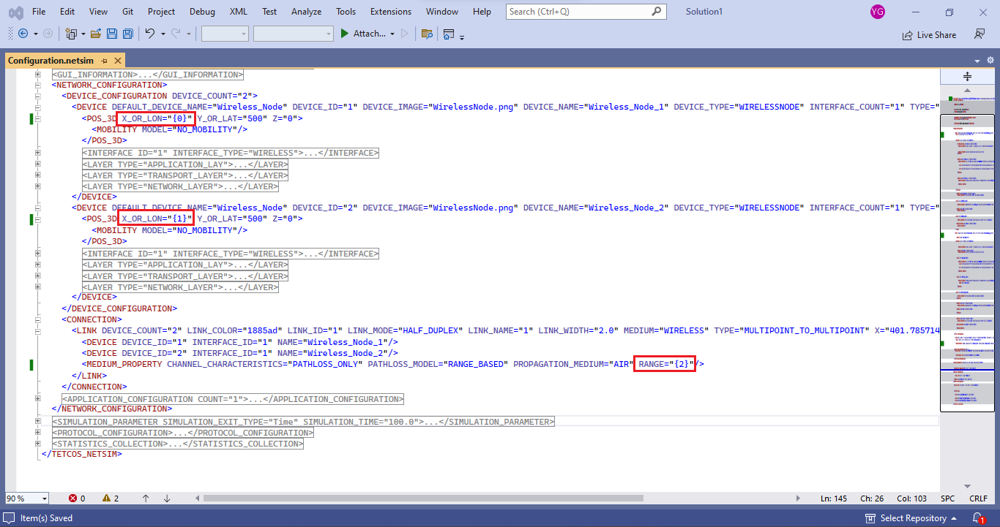 File Edit View Git Project Debug XML Test Analyze Tools Extensions Window Help Search (Ctrl+Q) Solution1 YG
Attach... Live Share
Configuration.netsim
<GUI_INFORMATION>...</GUI_INFORMATION>
<NETWORK_CONFIGURATION>
<DEVICE_CONFIGURATION DEVICE_COUNT="2">
<DEVICE DEFAULT_DEVICE_NAME="Wireless_Node" DEVICE_ID="1" DEVICE_IMAGE="WirelessNode.png" DEVICE_NAME="Wireless_Node_1" DEVICE_TYPE="WIRELESSNODE" INTERFACE_COUNT="1" TYPE="
<POS_3D X_OR_LON="{0}" Y_OR_LAT="500" Z="0">
<MOBILITY MODEL="NO_MOBILITY"/>
</POS_3D>
<INTERFACE ID="1" INTERFACE_TYPE="WIRELESS">...</INTERFACE>
<LAYER TYPE="APPLICATION_LAY">...</LAYER>
<LAYER TYPE="TRANSPORT_LAYER">...</LAYER>
<LAYER TYPE="NETWORK_LAYER">...</LAYER>
</DEVICE>
<DEVICE DEFAULT_DEVICE_NAME="Wireless_Node" DEVICE_ID="2" DEVICE_IMAGE="WirelessNode.png" DEVICE_NAME="Wireless_Node_2" DEVICE_TYPE="WIRELESSNODE" INTERFACE_COUNT="1" TYPE="
<POS_3D X_OR_LON="{1}" Y_OR_LAT="500" Z="0">
<MOBILITY MODEL="NO_MOBILITY"/>
</POS_3D>
<INTERFACE ID="1" INTERFACE_TYPE="WIRELESS">...</INTERFACE>
<LAYER TYPE="APPLICATION_LAY">...</LAYER>
<LAYER TYPE="TRANSPORT_LAYER">...</LAYER>
<LAYER TYPE="NETWORK_LAYER">...</LAYER>
</DEVICE>
</DEVICE_CONFIGURATION>
<CONNECTION>
<LINK DEVICE_COUNT="2" LINK_COLOR="1885ad" LINK_ID="1" LINK_MODE="HALF_DUPLEX" LINK_NAME="1" LINK_WIDTH="2.0" MEDIUM="WIRELESS" TYPE="MULTIPOINT_TO_MULTIPOINT" X="401.785714
<DEVICE DEVICE_ID="1" INTERFACE_ID="1" NAME="Wireless_Node_1"/>
<DEVICE DEVICE_ID="2" INTERFACE_ID="1" NAME="Wireless_Node_2"/>
<MEDIUM_PROPERTY CHANNEL_CHARACTERISTICS="PATHLOSS_ONLY" PATHLOSS_MODEL="RANGE_BASED" PROPAGATION_MEDIUM="AIR" RANGE="{2}"/>
</LINK>
</CONNECTION>
<APPLICATION_CONFIGURATION COUNT="1">...</APPLICATION_CONFIGURATION>
</NETWORK_CONFIGURATION>
<SIMULATION_PARAMETER SIMULATION_EXIT_TYPE="Time" SIMULATION_TIME="100.0">...</SIMULATION_PARAMETER>
<PROTOCOL_CONFIGURATION>...</PROTOCOL_CONFIGURATION>
<STATISTICS_COLLECTION>...</STATISTICS_COLLECTION>
</TETCOS_NETSIM>
90 % 0 2 Ln: 145 Ch: 26 Col: 103 SPC CRLF
Item(s) Saved Select Repository 1